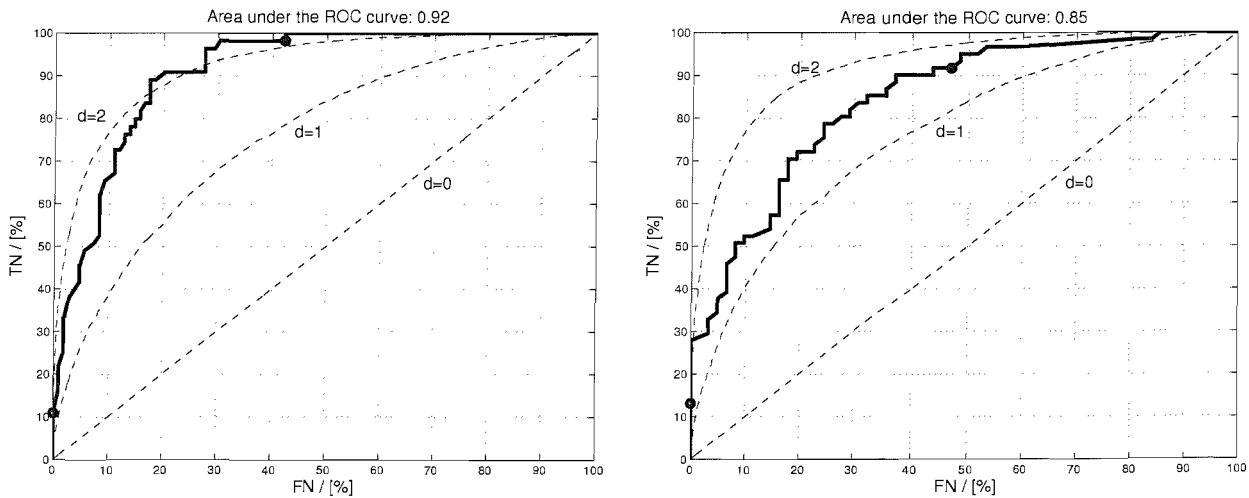 Area under the ROC curve: 0.92
100
90
80
70
60
50
40
30
20
10
0
TN / [%]
d=2
d=1
d=0
0 10 20 30 40 50 60 70 80 90 100
FN / [%]
Area under the ROC curve: 0.85
100
90
80
70
60
50
40
30
20
10
0
TN / [%]
d=2
d=1
d=0
0 10 20 30 40 50 60 70 80 90 100
FN / [%]